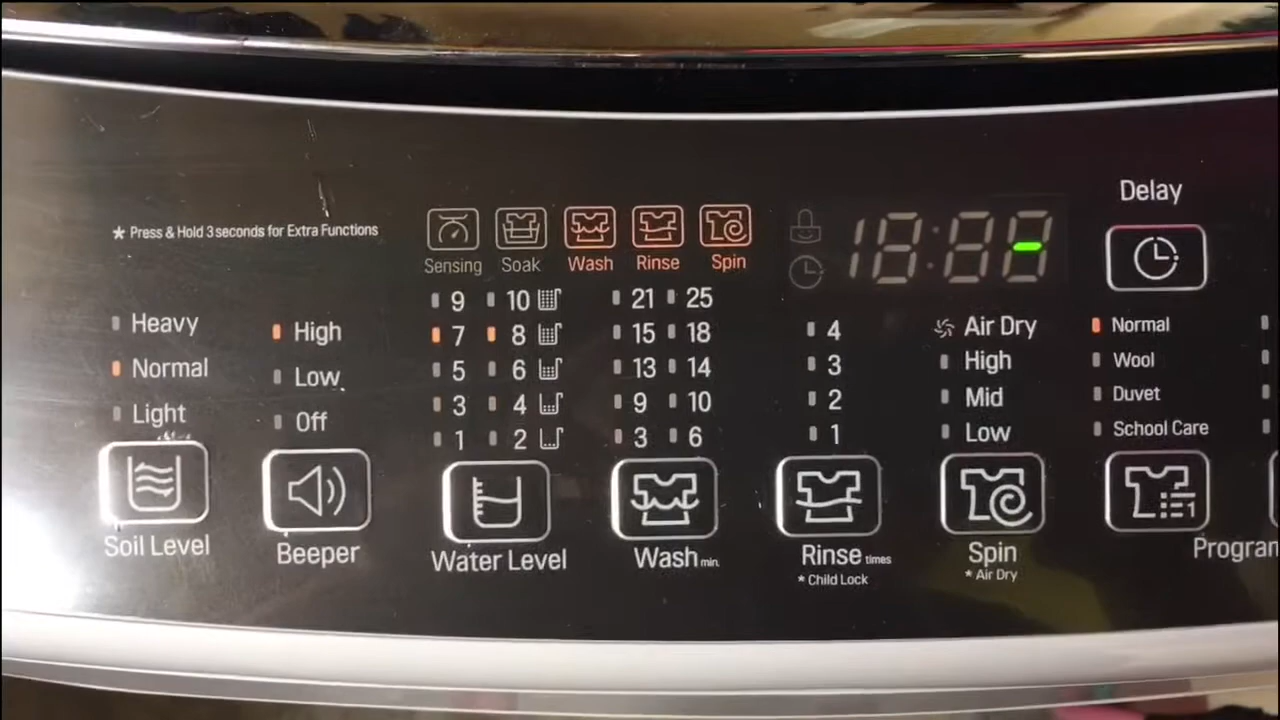 Delay
* Press & Hold 3 seconds for Extra Functions
Sensing Soak Wash Rinse Spin
18:88
9 10 21 25
Heavy High 7 8 15 18 4 Air Dry Normal
Normal Low 5 6 13 14 3 High Wool
Light Off 3 4 9 10 2 Mid Duvet
1 2 3 6 1 Low School Care
Soil Level Beeper Water Level Wash min. Rinse times Spin Program
* Child Lock * Air Dry